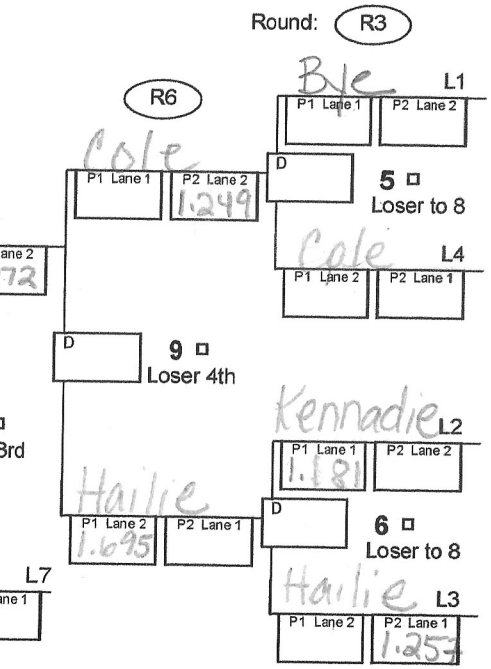 Round: R3
R6
Bye L1
P1 Lane 1 P2 Lane 2
Cole
P1 Lane 1 P2 Lane 2
1.249
D
5
Loser to 8
Cole L4
P1 Lane 2 P2 Lane 1
ane 2
72
D
9
Loser 4th
Kennadie L2
P1 Lane 1 P2 Lane 2
1.181
3rd
Hailie
P1 Lane 2 P2 Lane 1
1.695
D
6
Loser to 8
L7
ane 1
Hailie L3
P1 Lane 2 P2 Lane 1
1.257